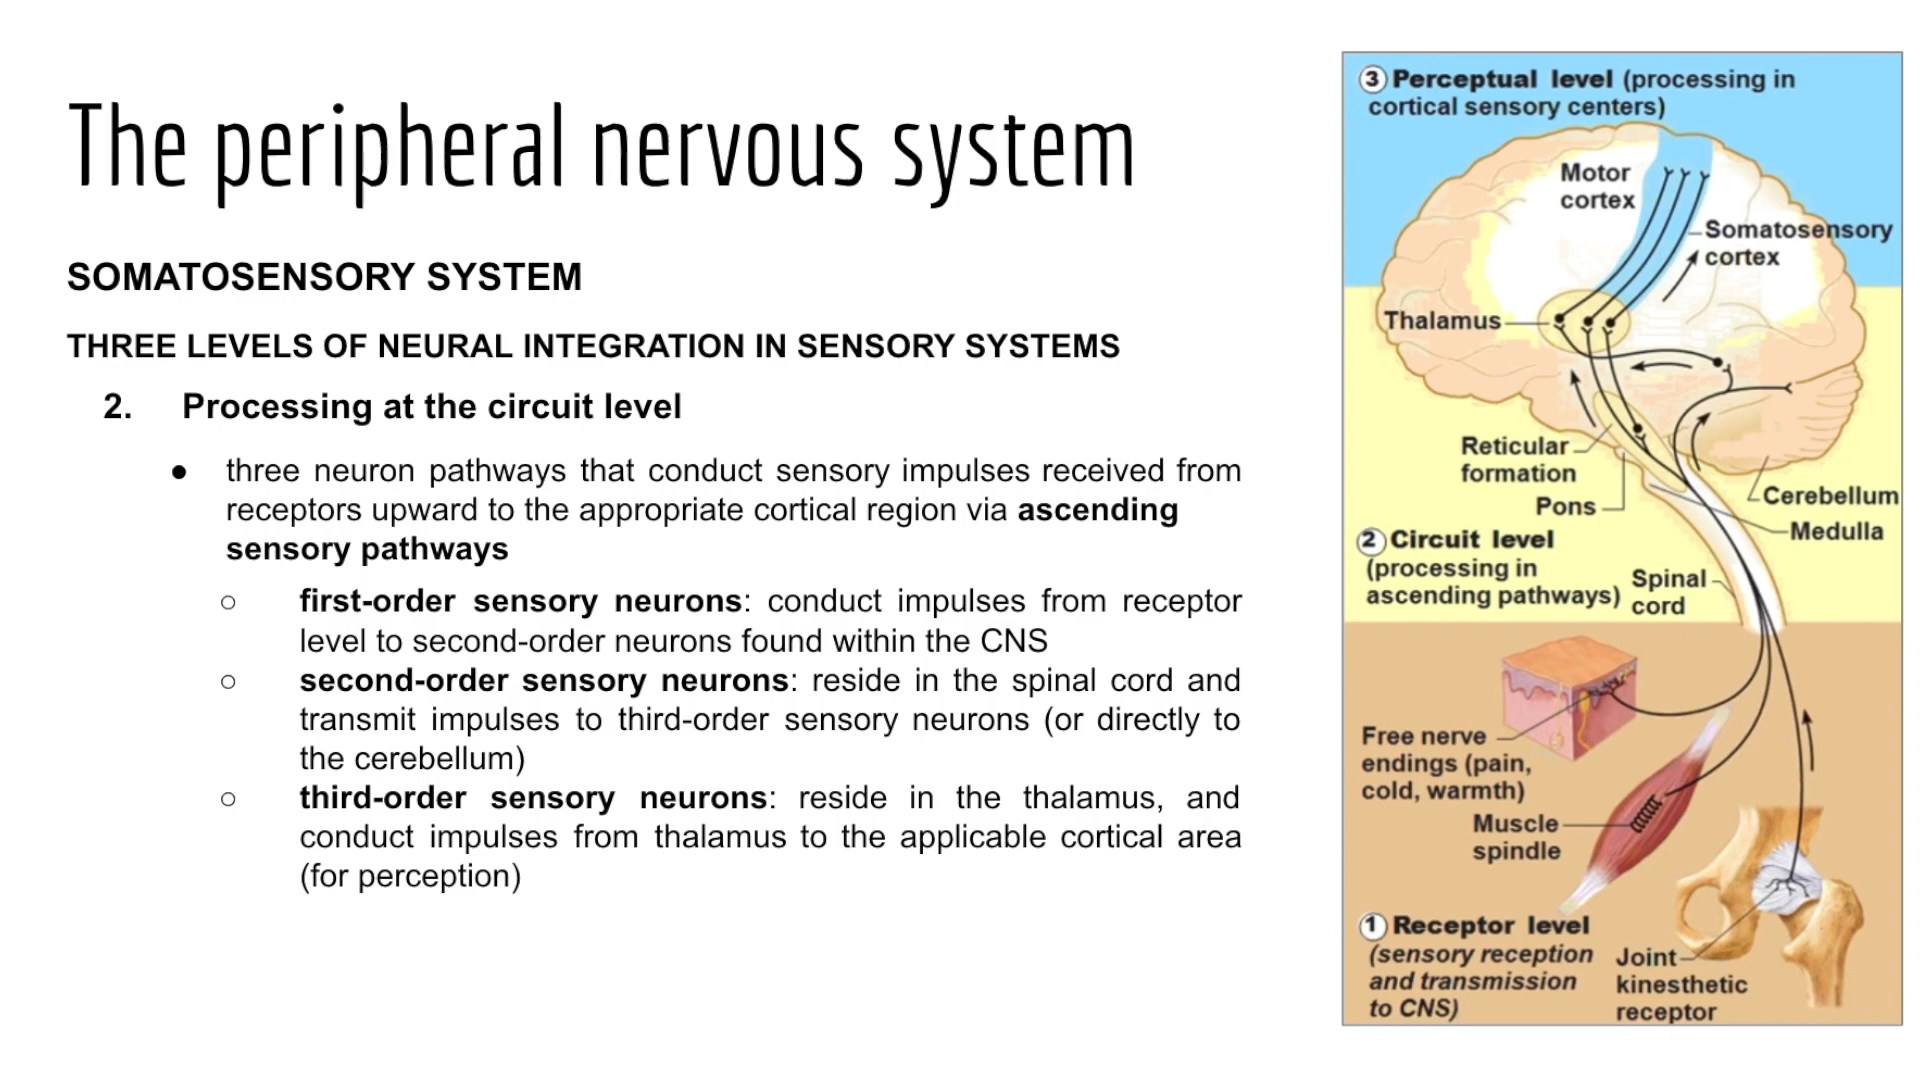 The peripheral nervous system
SOMATOSENSORY SYSTEM
THREE LEVELS OF NEURAL INTEGRATION IN SENSORY SYSTEMS
2. Processing at the circuit level
● three neuron pathways that conduct sensory impulses received from
receptors upward to the appropriate cortical region via ascending
sensory pathways
○ first-order sensory neurons: conduct impulses from receptor
level to second-order neurons found within the CNS
○ second-order sensory neurons: reside in the spinal cord and
transmit impulses to third-order sensory neurons (or directly to
the cerebellum)
○ third-order sensory neurons: reside in the thalamus, and
conduct impulses from thalamus to the applicable cortical area
(for perception)
3 Perceptual level (processing in
cortical sensory centers)
Motor
cortex
Somatosensory
cortex
Thalamus
Reticular
formation
Pons
Cerebellum
Medulla
2 Circuit level
(processing in
ascending pathways)
Spinal
cord
Free nerve
endings (pain,
cold, warmth)
Muscle
spindle
1 Receptor level
(sensory reception
and transmission
to CNS)
Joint
kinesthetic
receptor